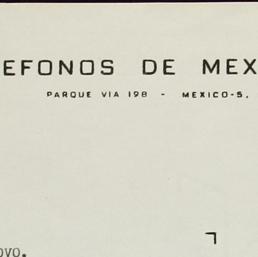 EFONOS DE MEX
PARQUE VIA 198 - MEXICO-5,
ovo.